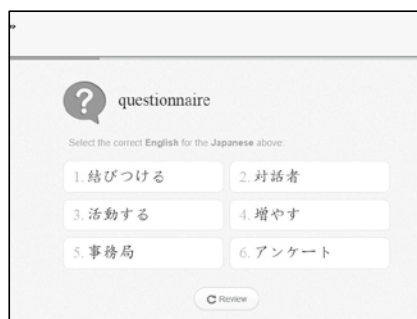 questionnaire
Select the correct English for the Japanese above:
1. 結びつける
2. 対話者
3. 活動する
4. 増やす
5. 事務局
6. アンケート
Review